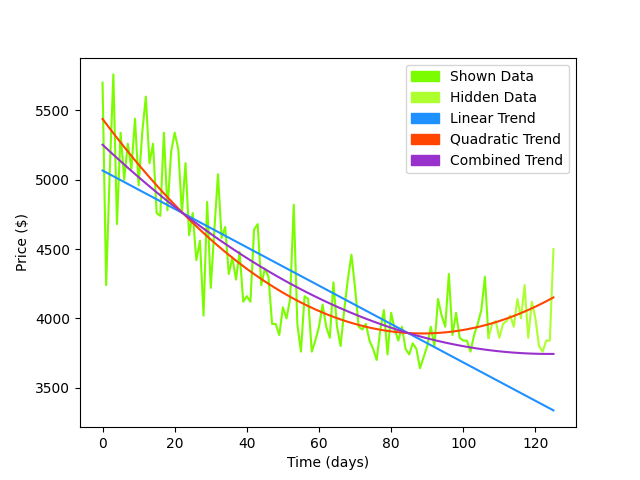 Shown Data
Hidden Data
Linear Trend
Quadratic Trend
Combined Trend
5500
5000
4500
4000
3500
Price ($)
0 20 40 60 80 100 120
Time (days)